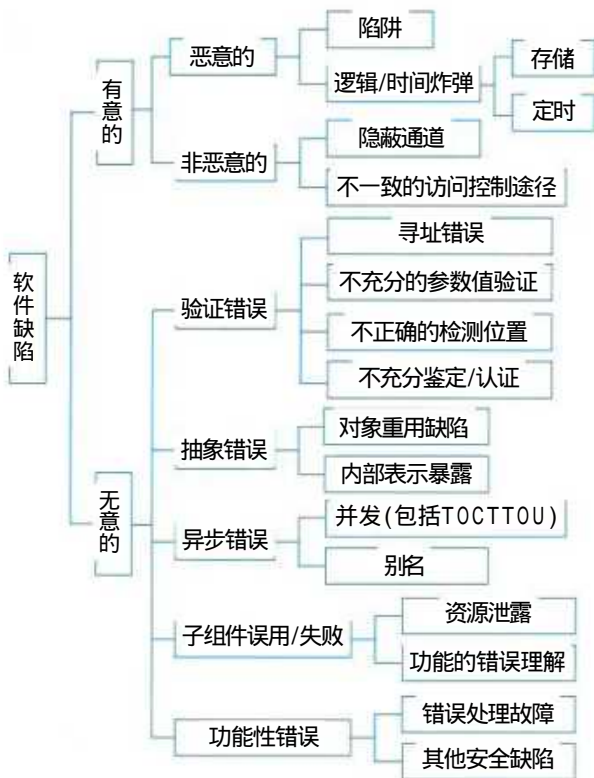 软件缺陷
有意的
恶意的
陷阱
逻辑/时间炸弹
存储
定时
非恶意的
隐蔽通道
不一致的访问控制途径
无意的
验证错误
寻址错误
不充分的参数值验证
不正确的检测位置
不充分鉴定/认证
抽象错误
对象重用缺陷
内部表示暴露
异步错误
并发(包括TOCTTOU)
别名
子组件误用/失败
资源泄露
功能的错误理解
功能性错误
错误处理故障
其他安全缺陷